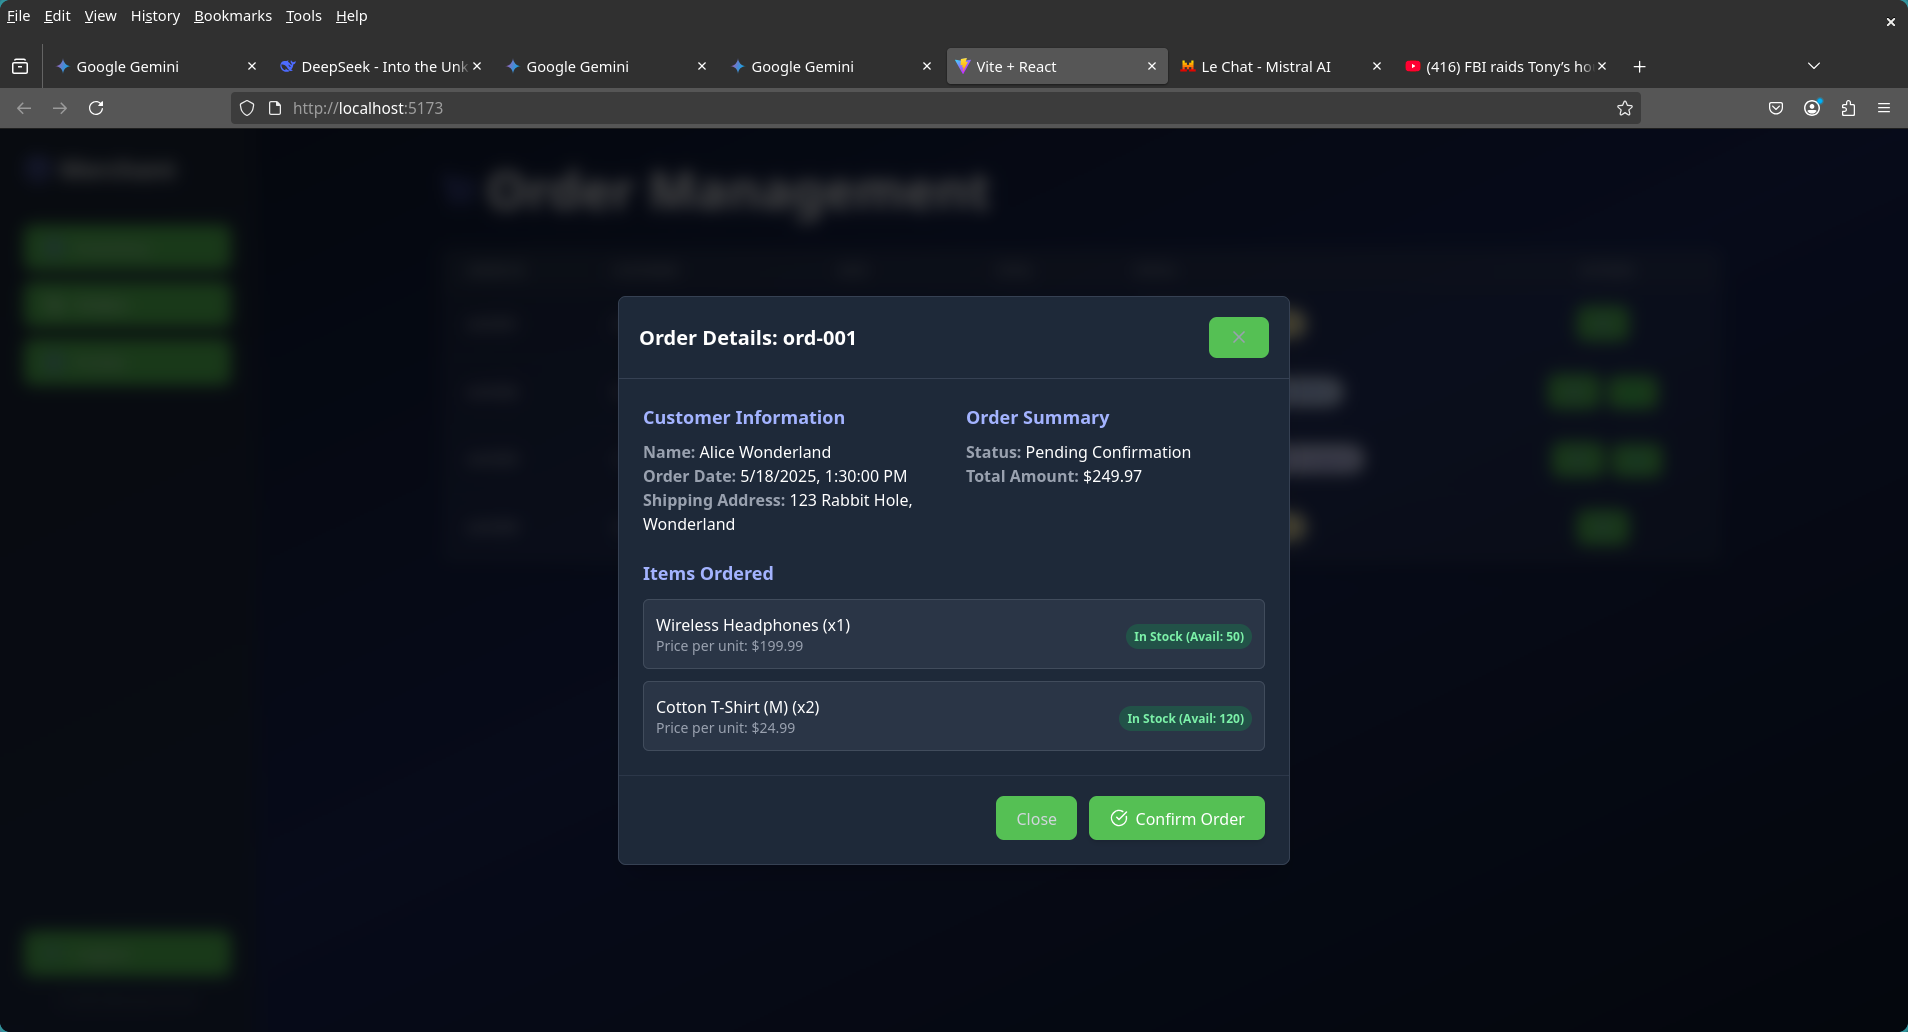 File Edit View History Bookmarks Tools Help
Google Gemini
DeepSeek - Into the Unk
Google Gemini
Google Gemini
Vite + React
Le Chat - Mistral AI
(416) FBI raids Tony's ho
http://localhost:5173
Merchant
Order Management
Order Details: ord-001
Customer Information
Name: Alice Wonderland
Order Date: 5/18/2025, 1:30:00 PM
Shipping Address: 123 Rabbit Hole,
Wonderland
Order Summary
Status: Pending Confirmation
Total Amount: $249.97
Items Ordered
Wireless Headphones (x1)
Price per unit: $199.99
In Stock (Avail: 50)
Cotton T-Shirt (M) (x2)
Price per unit: $24.99
In Stock (Avail: 120)
Close
Confirm Order